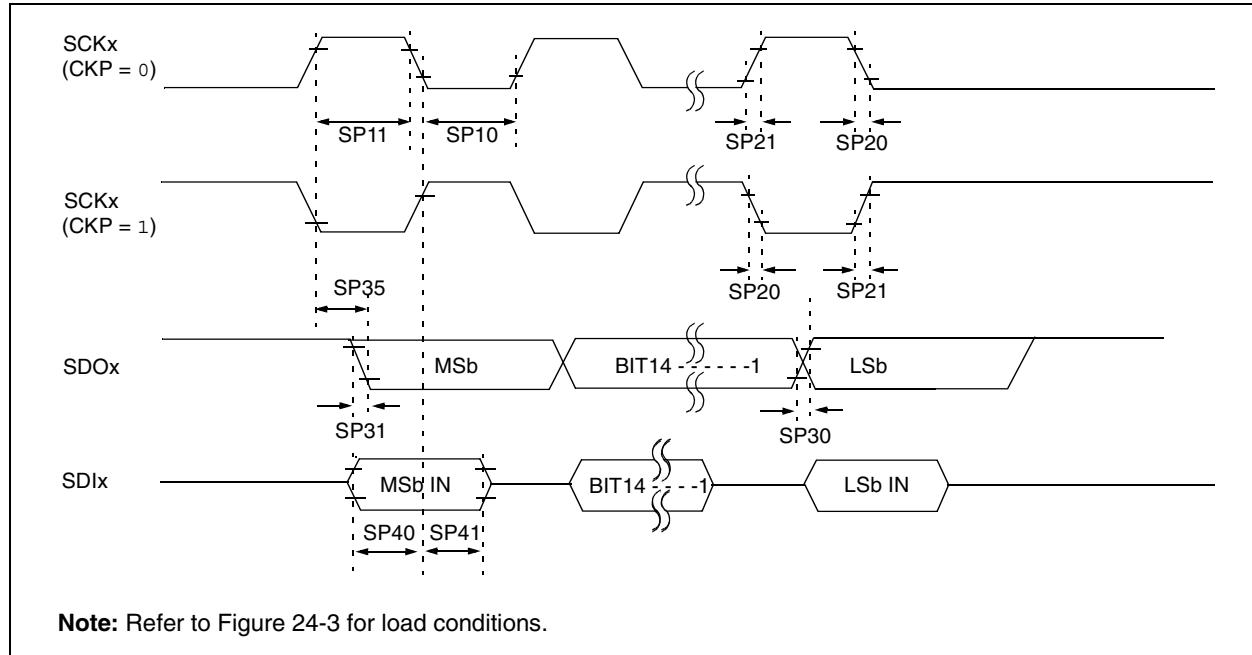 SCKx
(CKP = 0)
SP11
SP10
SP21
SP20
SCKx
(CKP = 1)
SP35
SP20
SP21
SDOx
MSb
BIT14 - - - - - - -1
LSb
SP31
SP30
SDIx
MSb IN
BIT14 - - - -1
LSb IN
SP40
SP41
Note: Refer to Figure 24-3 for load conditions.